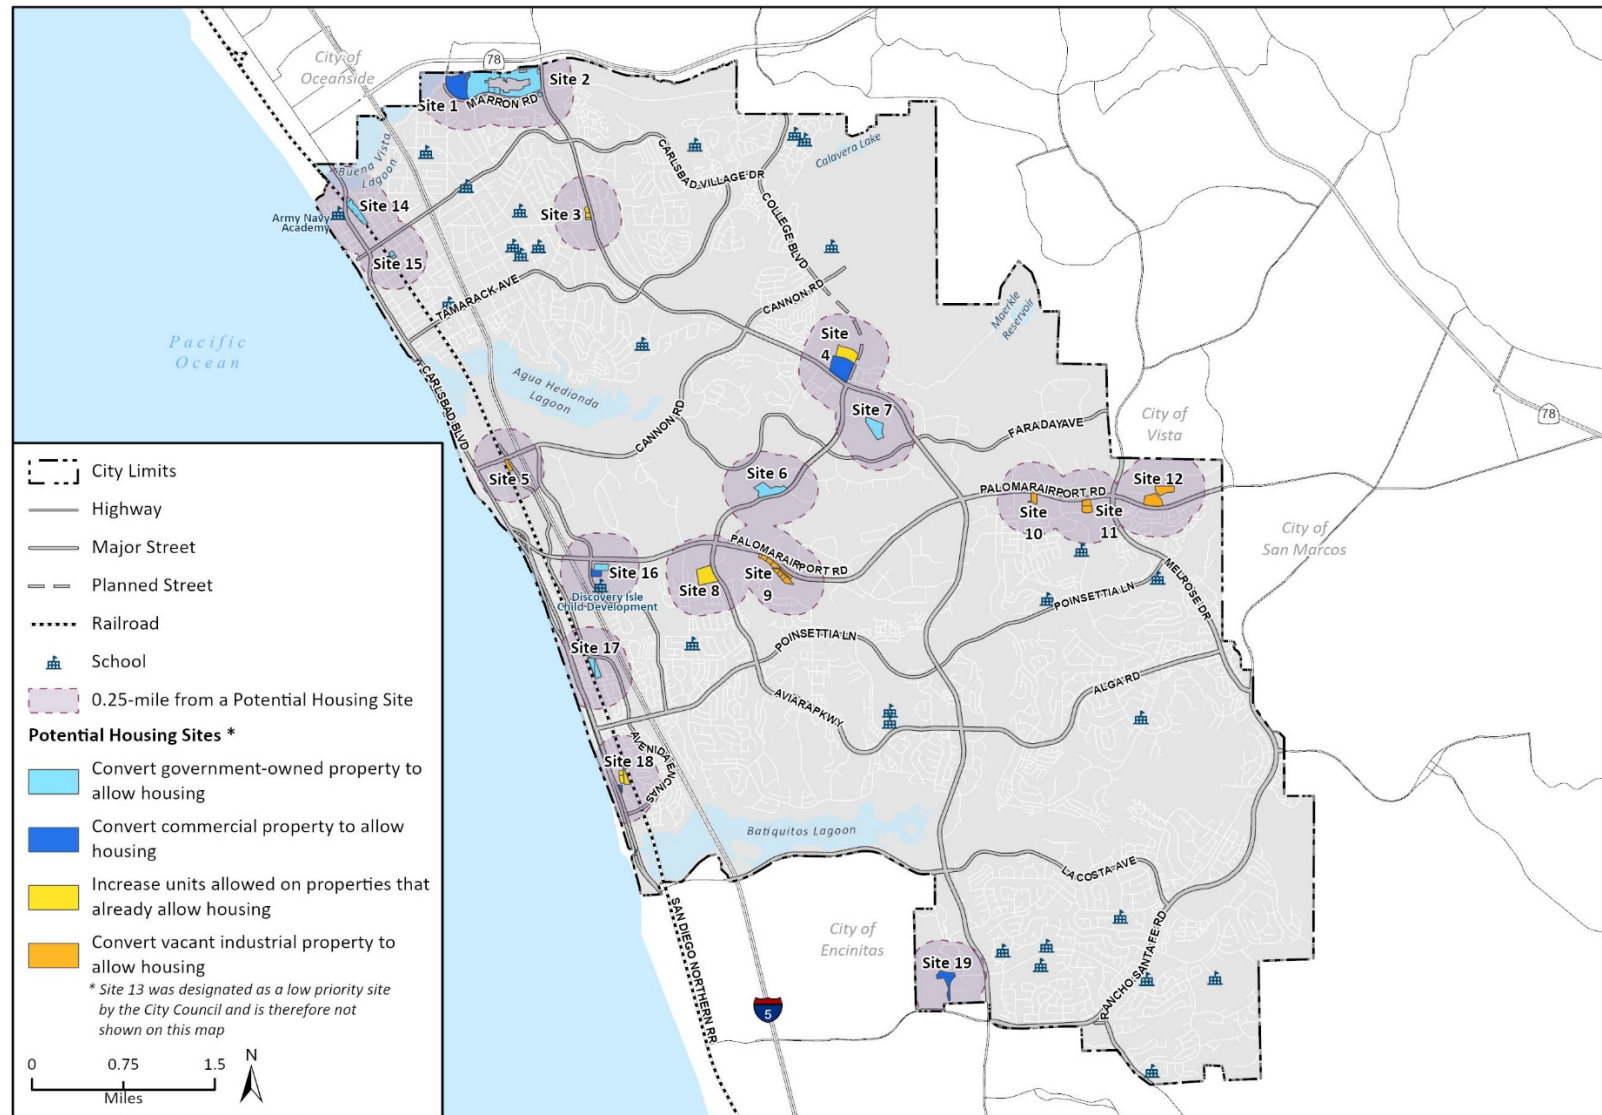 City of
Oceanside
78
Site 1
MARRON RD
Site 2
Buena Vista
Lagoon
CARLSBAD VILLAGE DR
Calavera Lake
Site 14
Army Navy
Academy
Site 3
COLLEGE BLVD
Site 15
TAMARACK AVE
CANNON RD
Maerkle
Reservoir
Pacific
Ocean
Site
4
Agua Hedionda
Lagoon
CARLSBAD BLVD
CANNON RD
Site 7
FARADAY AVE
City of
Vista
78
Site 5
Site 6
PALOMAR AIRPORT RD
Site
10
Site
11
Site 12
City of
San Marcos
PALOMAR AIRPORT RD
Site 16
Discovery Isle
Child Development
Site 8
Site
9
MELROSE DR
POINSETTIA LN
POINSETTIA LN
Site 17
ALGA RD
AVIARA PKWY
AVENIDA ENCINAS
Site 18
Batiquitos Lagoon
LA COSTA AVE
City of
Encinitas
SAN DIEGO NORTHERN RR
Site 19
RANCHO SANTA FE RD
5
City Limits
Highway
Major Street
Planned Street
Railroad
School
0.25-mile from a Potential Housing Site
Potential Housing Sites *
Convert government-owned property to
allow housing
Convert commercial property to allow
housing
Increase units allowed on properties that
already allow housing
Convert vacant industrial property to
allow housing
* Site 13 was designated as a low priority site
by the City Council and is therefore not
shown on this map
0 0.75 1.5
Miles
N